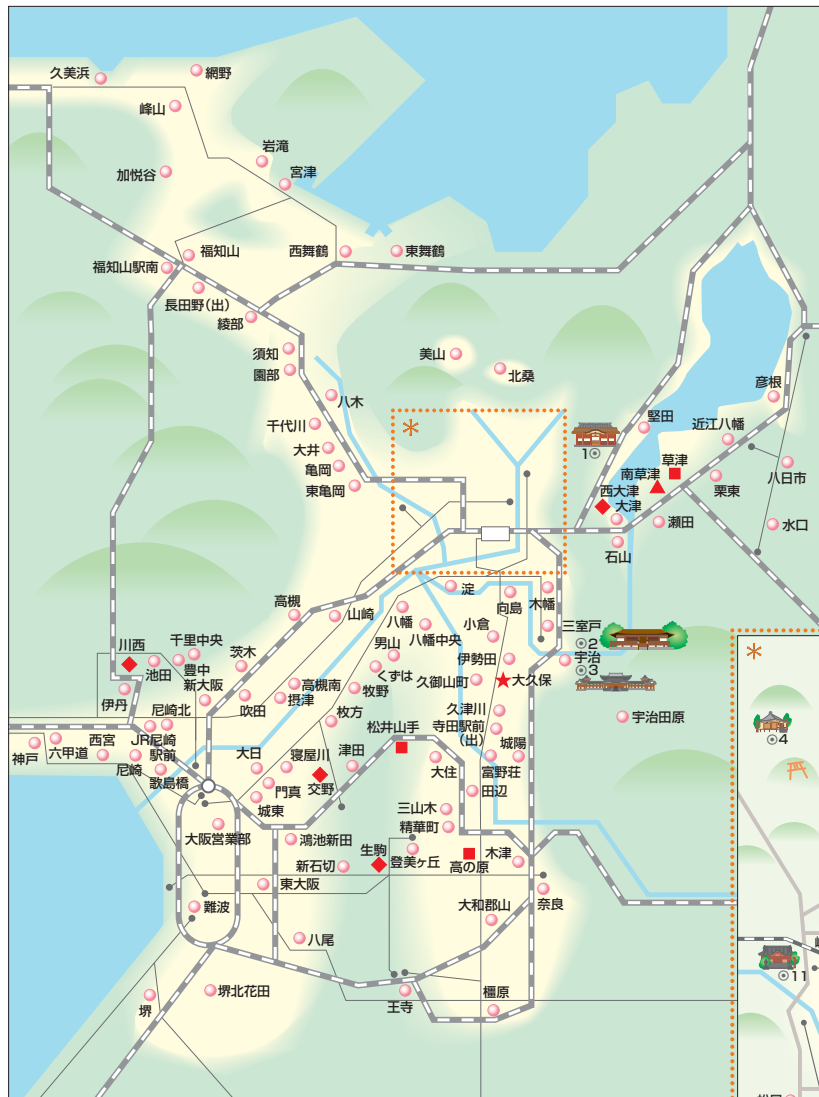 久美浜
網野
峰山
岩滝
加悦谷
宮津
福知山
西舞鶴
東舞鶴
福知山駅南
長田野(出)
綾部
須知
園部
美山
北桑
八木
彦根
千代川
＊
堅田
近江八幡
大井
1
亀岡
草津
南草津
八日市
東亀岡
西大津
栗東
大津
瀬田
水口
石山
淀
高槻
山崎
八幡
向島
木幡
八幡中央
小倉
三室戸
2
川西
千里中央
茨木
男山
伊勢田
宇治
3
池田
豊中
くずは
久御山町
大久保
＊
伊丹
新大阪
吹田
高槻南
摂津
牧野
尼崎北
枚方
久津川
宇治田原
松井山手
寺田駅前
(出)
城陽
4
神戸
六甲道
西宮
JR尼崎
駅前
尼崎
歌島橋
大日
寝屋川
津田
大住
富野荘
門真
交野
田辺
城東
三山木
大阪営業部
鴻池新田
精華町
生駒
登美ヶ丘
新石切
高の原
木津
東大阪
奈良
難波
大和郡山
八尾
11
堺
堺北花田
王寺
橿原